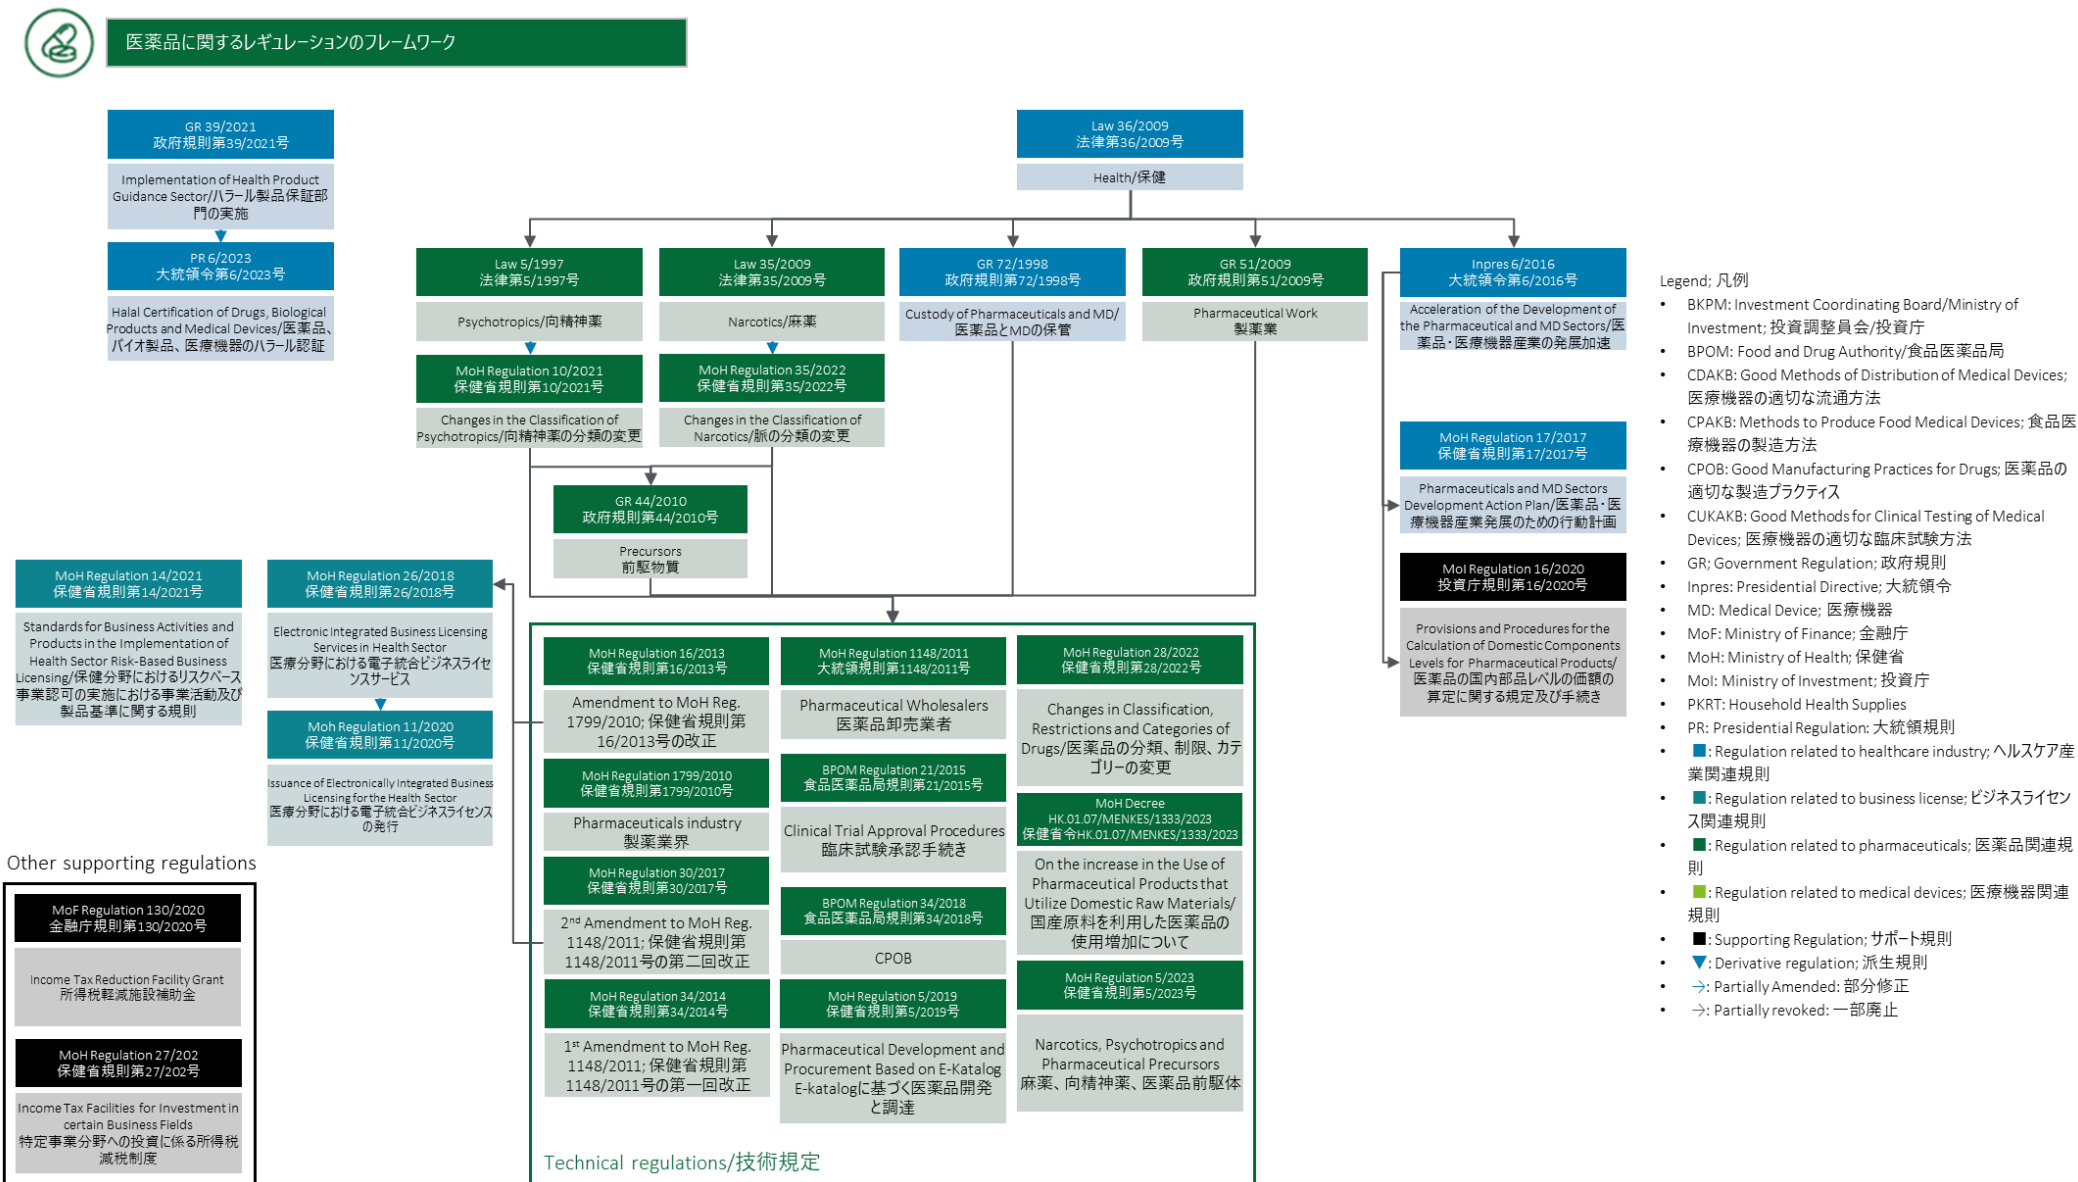 医薬品に関するレギュレーションのフレームワーク
GR 39/2021
政府規則第39/2021号
Implementation of Health Product
Guidance Sector/ハラール製品保証部
門の実施
PR 6/2023
大統領令第6/2023号
Halal Certification of Drugs, Biological
Products and Medical Devices/医薬品、
バイオ製品、医療機器のハラール認証
Law 36/2009
法律第36/2009号
Health/保健
Law 5/1997
法律第5/1997号
Psychotropics/向精神薬
MoH Regulation 10/2021
保健省規則第10/2021号
Changes in the Classification of
Psychotropics/向精神薬の分類の変更
Law 35/2009
法律第35/2009号
Narcotics/麻薬
MoH Regulation 35/2022
保健省規則第35/2022号
Changes in the Classification of
Narcotics/脈の分類の変更
GR 72/1998
政府規則第72/1998号
Custody of Pharmaceuticals and MD/
医薬品とMDの保管
GR 51/2009
政府規則第51/2009号
Pharmaceutical Work
製薬業
Inpres 6/2016
大統領令第6/2016号
Acceleration of the Development of
the Pharmaceutical and MD Sectors/医
薬品・医療機器産業の発展加速
MoH Regulation 17/2017
保健省規則第17/2017号
Pharmaceuticals and MD Sectors
Development Action Plan/医薬品・医
療機器産業発展のための行動計画
MoI Regulation 16/2020
投資庁規則第16/2020号
Provisions and Procedures for the
Calculation of Domestic Components
Levels for Pharmaceutical Products/
医薬品の国内部品レベルの価額の
算定に関する規定及び手続き
GR 44/2010
政府規則第44/2010号
Precursors
前駆物質
MoH Regulation 14/2021
保健省規則第14/2021号
Standards for Business Activities and
Products in the Implementation of
Health Sector Risk-Based Business
Licensing/保健分野におけるリスクベース
事業認可の実施における事業活動及び
製品基準に関する規則
MoH Regulation 26/2018
保健省規則第26/2018号
Electronic Integrated Business Licensing
Services in Health Sector
医療分野における電子統合ビジネスライセ
ンスサービス
Moh Regulation 11/2020
保健省規則第11/2020号
Issuance of Electronically Integrated Business
Licensing for the Health Sector
医療分野における電子統合ビジネスライセンス
の発行
Other supporting regulations
MoF Regulation 130/2020
金融庁規則第130/2020号
Income Tax Reduction Facility Grant
所得税軽減施設補助金
MoH Regulation 27/202
保健省規則第27/202号
Income Tax Facilities for Investment in
certain Business Fields
特定事業分野への投資に係る所得税
減税制度
MoH Regulation 16/2013
保健省規則第16/2013号
Amendment to MoH Reg.
1799/2010; 保健省規則第
16/2013号の改正
MoH Regulation 1799/2010
保健省規則第1799/2010号
Pharmaceuticals industry
製薬業界
MoH Regulation 30/2017
保健省規則第30/2017号
2nd Amendment to MoH Reg.
1148/2011; 保健省規則第
1148/2011号の第二回改正
MoH Regulation 34/2014
保健省規則第34/2014号
1st Amendment to MoH Reg.
1148/2011; 保健省規則第
1148/2011号の第一回改正
MoH Regulation 1148/2011
大統領規則第1148/2011号
Pharmaceutical Wholesalers
医薬品卸売業者
BPOM Regulation 21/2015
食品医薬品局規則第21/2015号
Clinical Trial Approval Procedures
臨床試験承認手続き
BPOM Regulation 34/2018
食品医薬品局規則第34/2018号
CPOB
MoH Regulation 5/2019
保健省規則第5/2019号
Pharmaceutical Development and
Procurement Based on E-Katalog
E-katalogに基づく医薬品開発
と調達
MoH Regulation 28/2022
保健省規則第28/2022号
Changes in Classification,
Restrictions and Categories of
Drugs/医薬品の分類、制限、カテ
ゴリーの変更
MoH Decree
HK.01.07/MENKES/1333/2023
保健省令HK.01.07/MENKES/1333/2023
On the increase in the Use of
Pharmaceutical Products that
Utilize Domestic Raw Materials/
国産原料を利用した医薬品の
使用増加について
MoH Regulation 5/2023
保健省規則第5/2023号
Narcotics, Psychotropics and
Pharmaceutical Precursors
麻薬、向精神薬、医薬品前駆体
Technical regulations/技術規定
Legend; 凡例
• BKPM: Investment Coordinating Board/Ministry of
Investment; 投資調整員会/投資庁
• BPOM: Food and Drug Authority/食品医薬品局
• CDAKB: Good Methods of Distribution of Medical Devices;
医療機器の適切な流通方法
• CPAKB: Methods to Produce Food Medical Devices; 食品医
療機器の製造方法
• CPOB: Good Manufacturing Practices for Drugs; 医薬品の
適切な製造プラクティス
• CUKAKB: Good Methods for Clinical Testing of Medical
Devices; 医療機器の適切な臨床試験方法
• GR; Government Regulation; 政府規則
• Inpres: Presidential Directive; 大統領令
• MD: Medical Device; 医療機器
• MoF: Ministry of Finance; 金融庁
• MoH: Ministry of Health; 保健省
• MoI: Ministry of Investment; 投資庁
• PKRT: Household Health Supplies
• PR: Presidential Regulation: 大統領規則
• ■: Regulation related to healthcare industry; ヘルスケア産
業関連規則
• ■: Regulation related to business license; ビジネスライセン
ス関連規則
• ■: Regulation related to pharmaceuticals; 医薬品関連規
則
• ■: Regulation related to medical devices; 医療機器関連
規則
• ■: Supporting Regulation; サポート規則
• ▼: Derivative regulation; 派生規則
• →: Partially Amended: 部分修正
• →: Partially revoked: 一部廃止